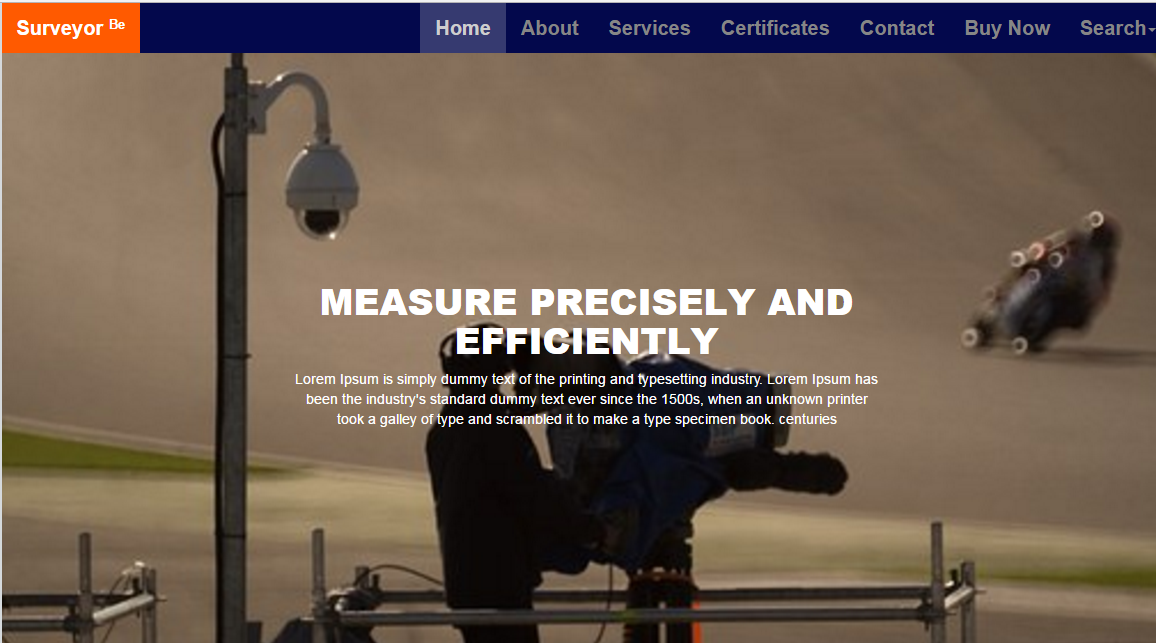 Surveyor Be
Home About Services Certificates Contact Buy Now Search
MEASURE PRECISELY AND
EFFICIENTLY
Lorem Ipsum is simply dummy text of the printing and typesetting industry. Lorem Ipsum has
been the industry's standard dummy text ever since the 1500s, when an unknown printer
took a galley of type and scrambled it to make a type specimen book. centuries